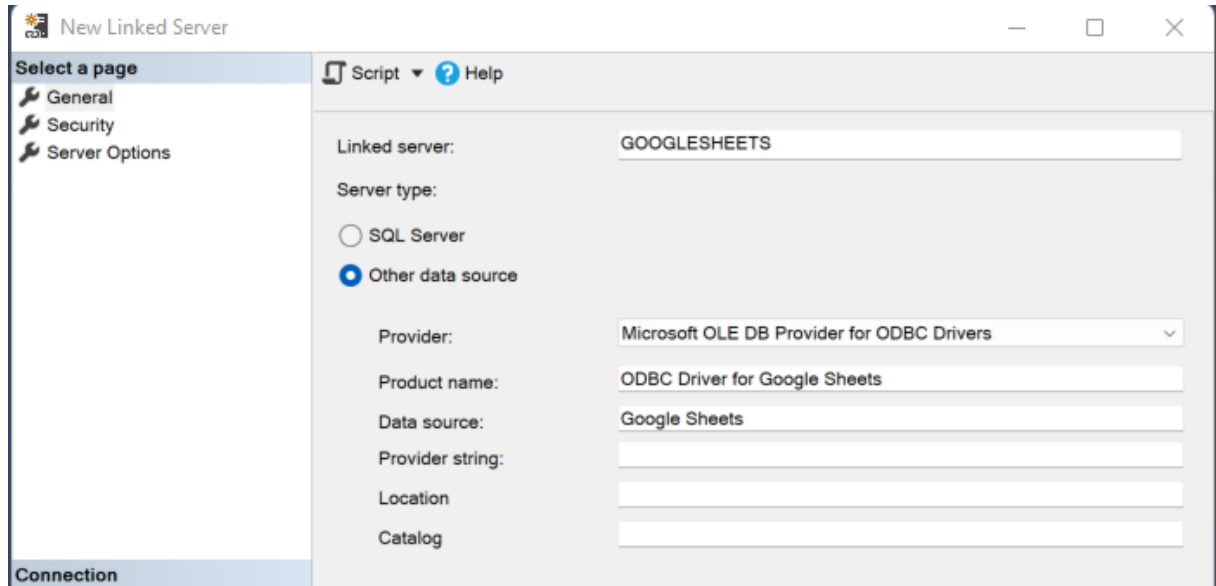 New Linked Server
Select a page
General
Security
Server Options
Connection
Script Help
Linked server: GOOGLESHEETS
Server type:
SQL Server
Other data source
Provider: Microsoft OLE DB Provider for ODBC Drivers
Product name: ODBC Driver for Google Sheets
Data source: Google Sheets
Provider string:
Location
Catalog